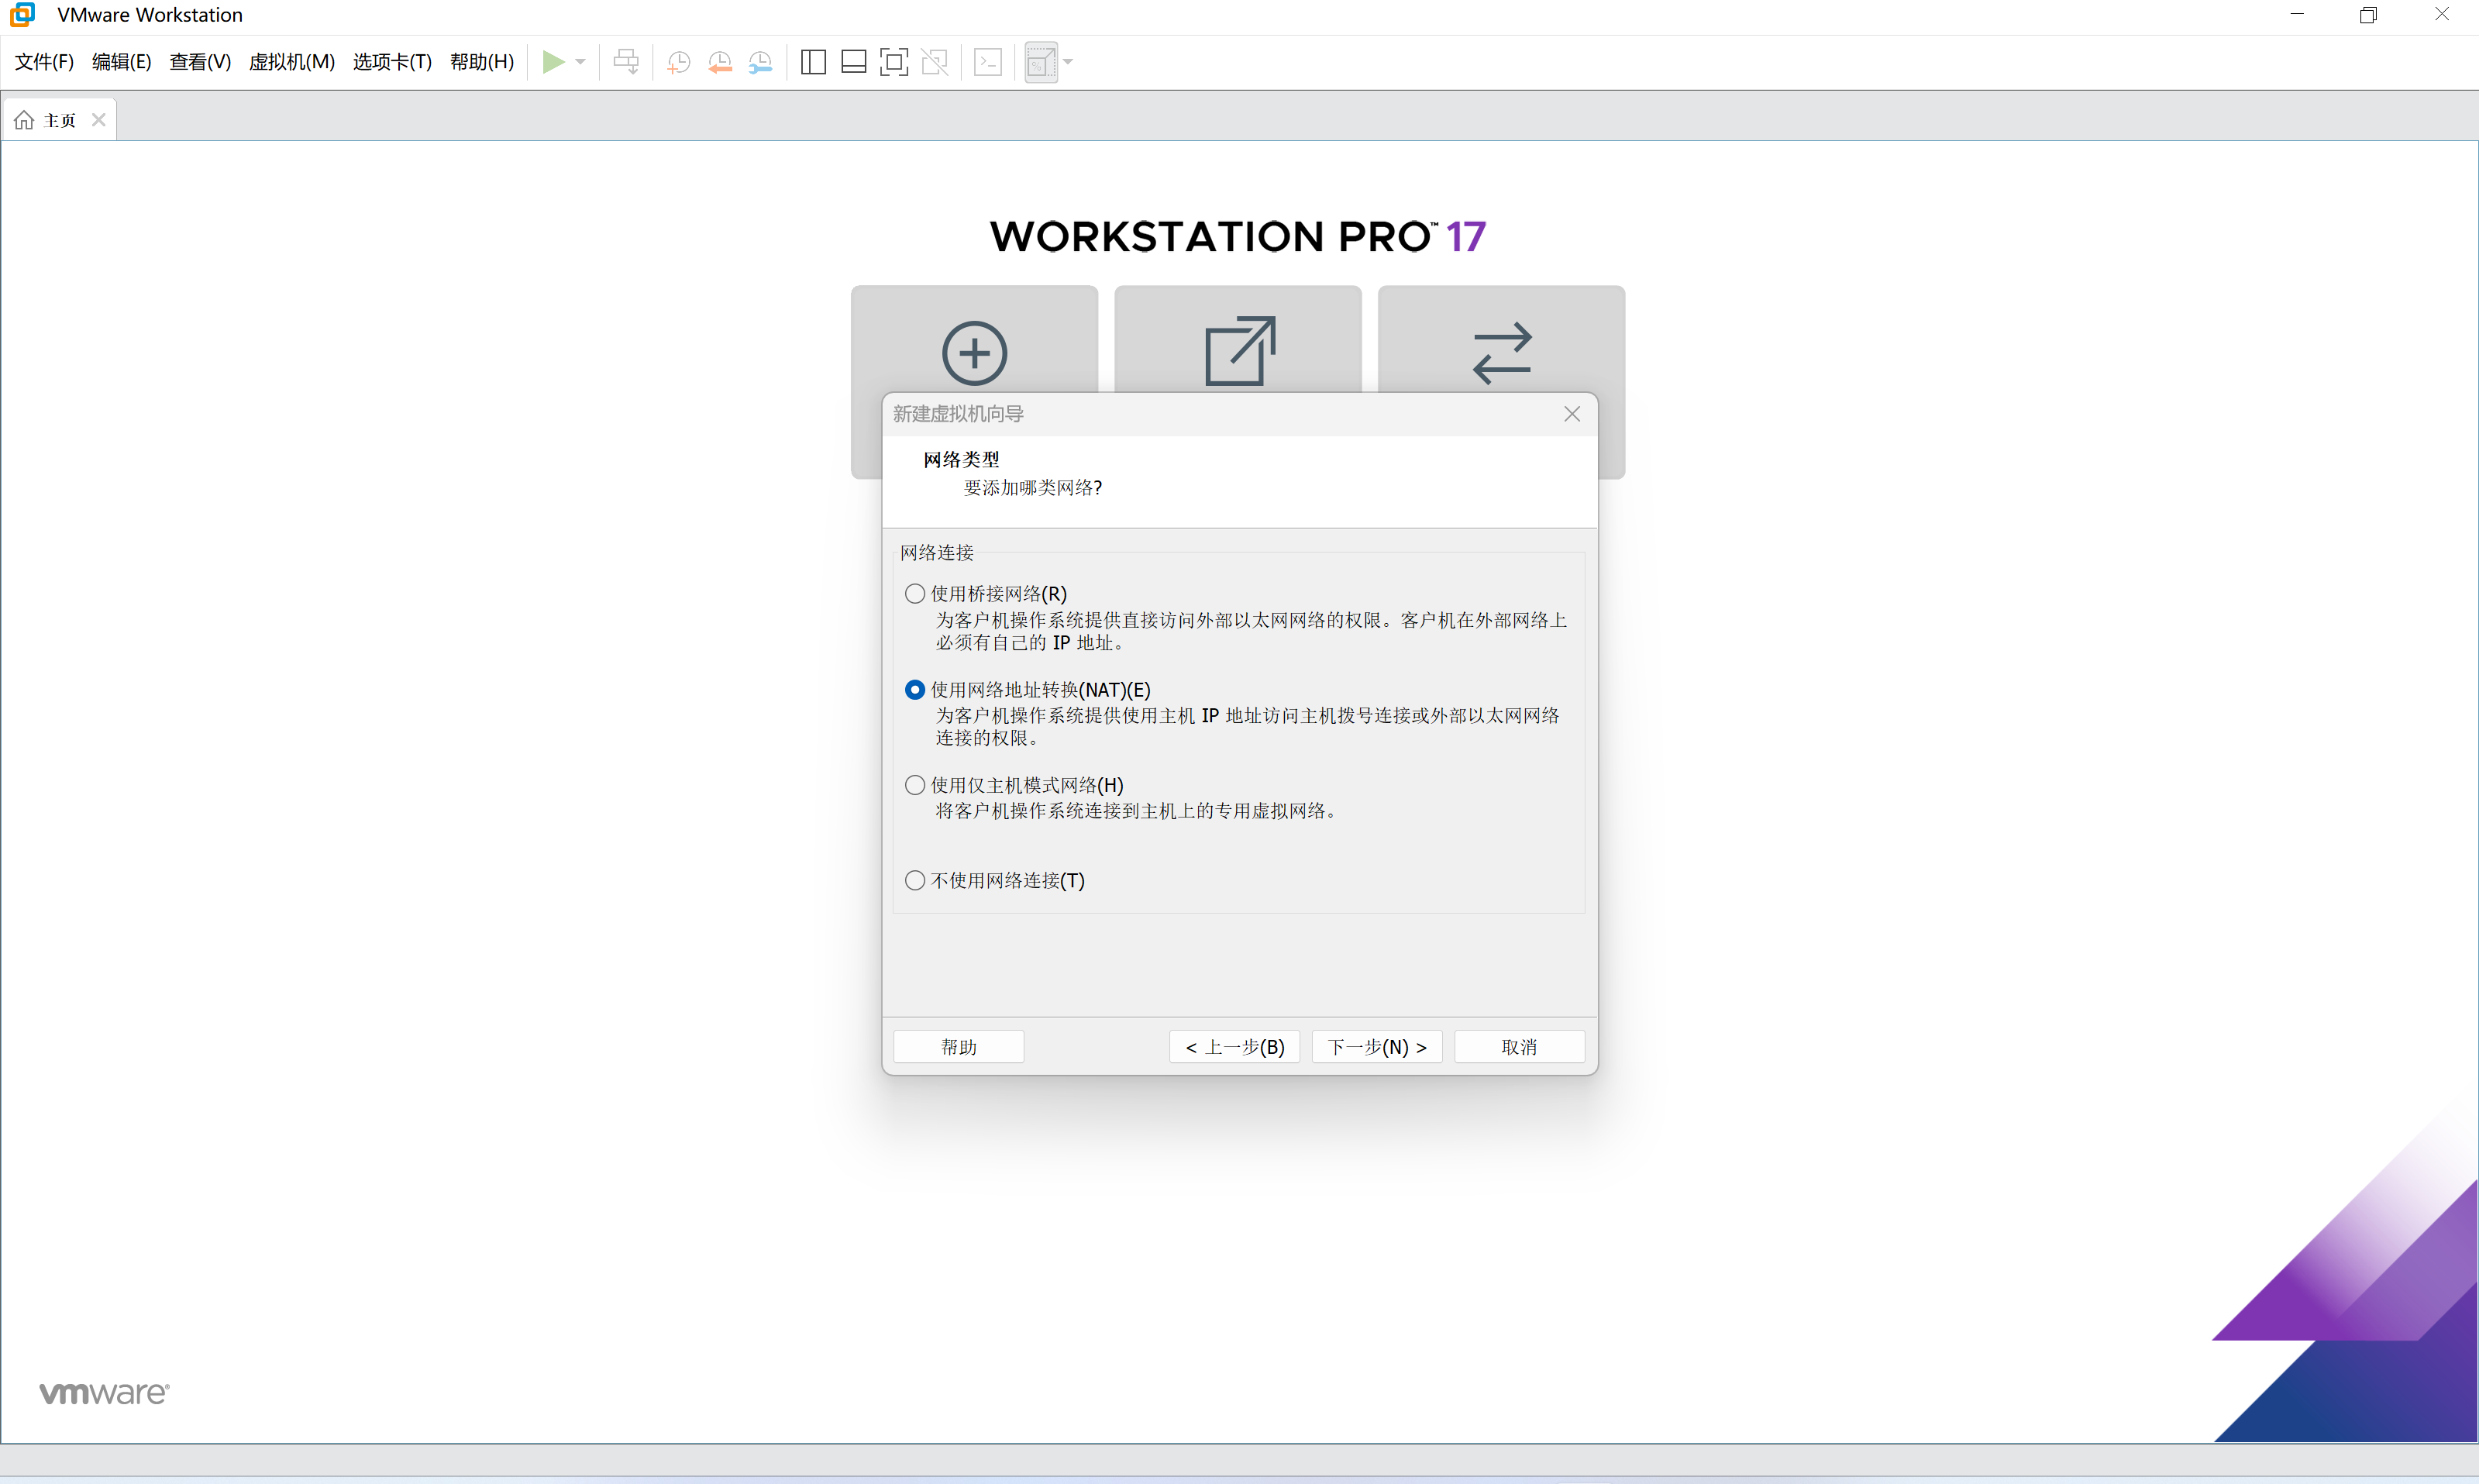 VMware Workstation
文件(F) 编辑(E) 查看(V) 虚拟机(M) 选项卡(T) 帮助(H)
主页
WORKSTATION PRO™ 17
新建虚拟机向导
网络类型
要添加哪类网络?
网络连接
使用桥接网络(R)
为客户机操作系统提供直接访问外部以太网网络的权限。客户机在外部网络上
必须有自己的 IP 地址。
使用网络地址转换(NAT)(E)
为客户机操作系统提供使用主机 IP 地址访问主机拨号连接或外部以太网网络
连接的权限。
使用仅主机模式网络(H)
将客户机操作系统连接到主机上的专用虚拟网络。
不使用网络连接(T)
帮助 < 上一步(B) 下一步(N) > 取消
vmware®